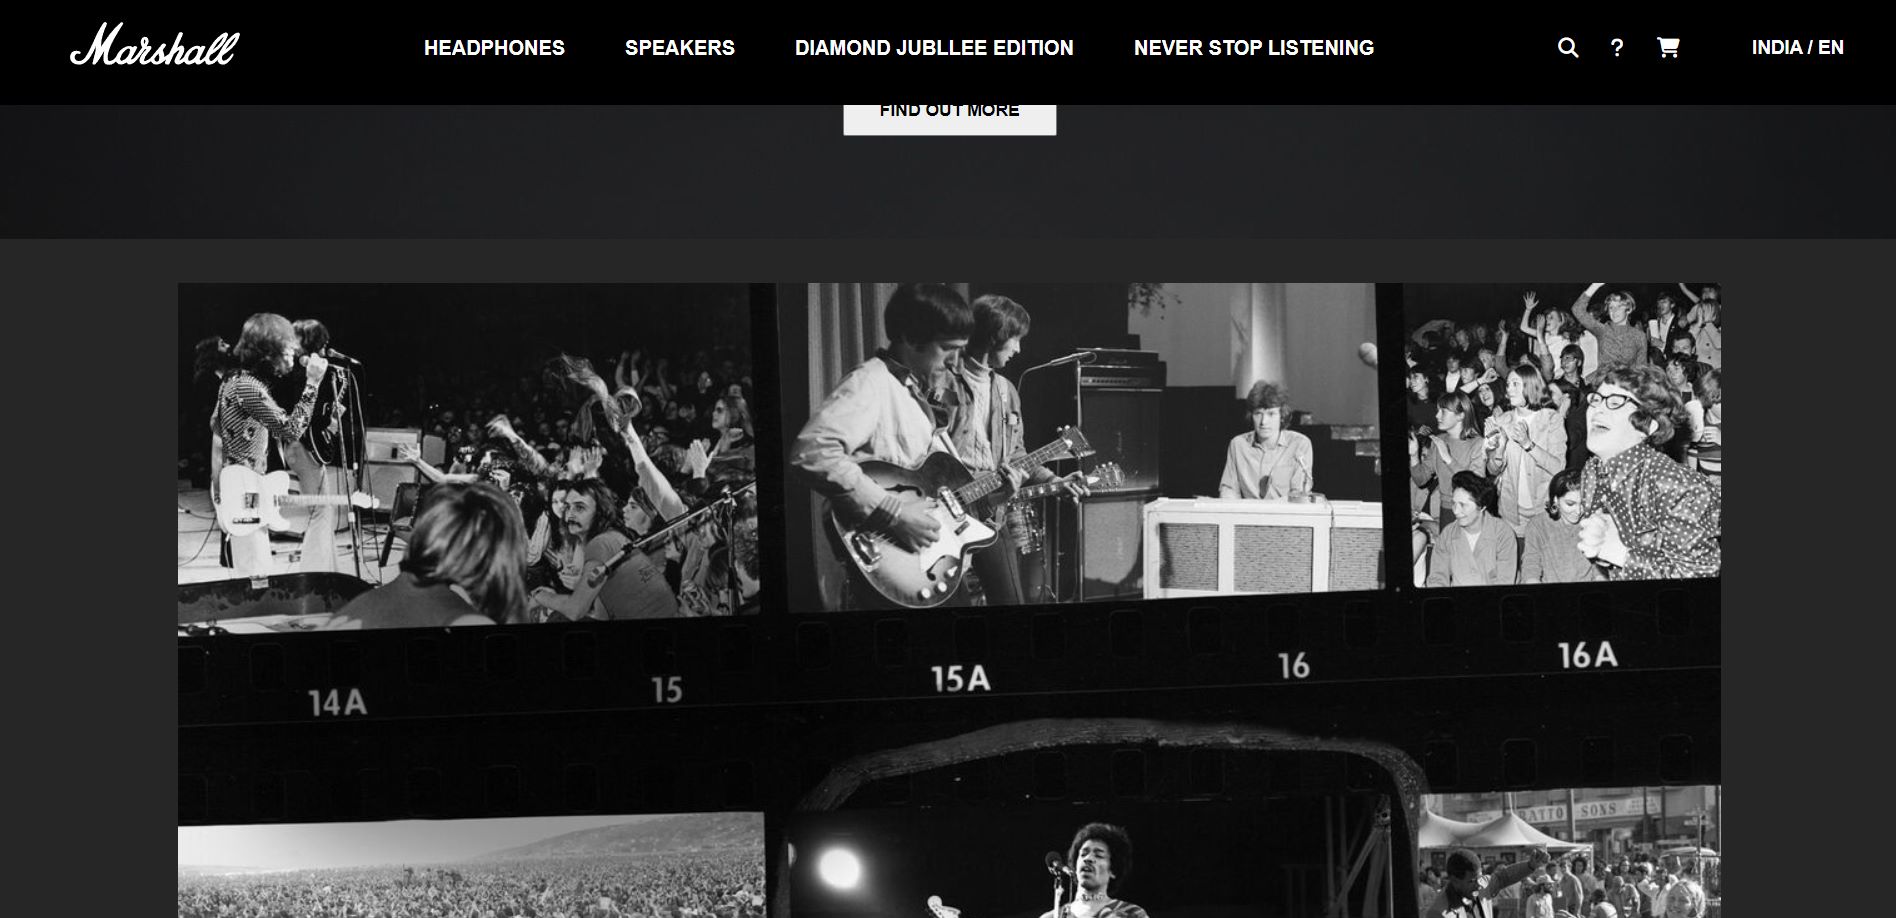 Marshall
HEADPHONES
SPEAKERS
DIAMOND JUBLLEE EDITION
NEVER STOP LISTENING
?
INDIA / EN
FIND OUT MORE
14A
15
15A
16
16A
SONS